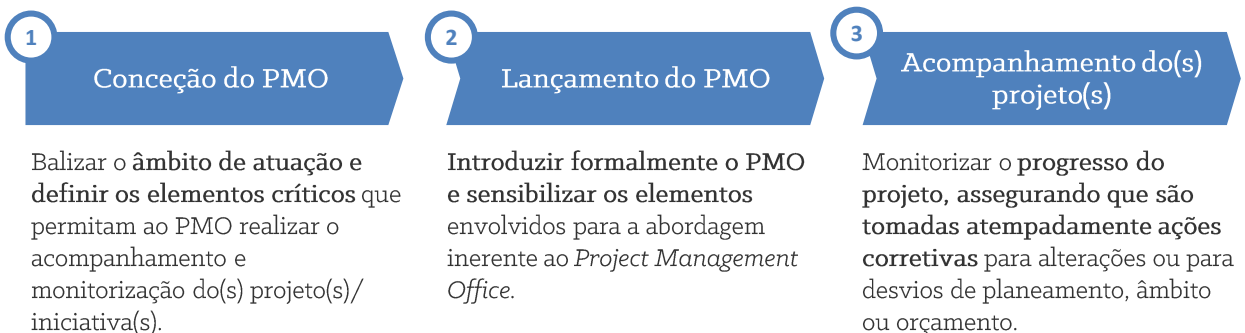 1
Conceção do PMO
Balizar o âmbito de atuação e
definir os elementos críticos que
permitam ao PMO realizar o
acompanhamento e
monitorização do(s) projeto(s)/
iniciativa(s).
2
Lançamento do PMO
Introduzir formalmente o PMO
e sensibilizar os elementos
envolvidos para a abordagem
inerente ao Project Management
Office.
3
Acompanhamento do(s)
projeto(s)
Monitorizar o progresso do
projeto, assegurando que são
tomadas atempadamente ações
corretivas para alterações ou para
desvios de planeamento, âmbito
ou orçamento.